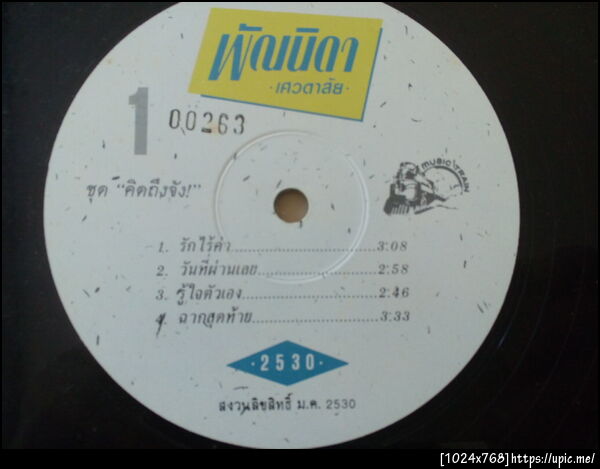 พัณนิดา
·เศวตาสัย·
1
00263
MUSIC TRAIN
ชุด "คิดถึงจัง!"
1. รักไร้ค่า 3:08
2. วันที่ผ่านเลย 2:58
3. รู้ใจตัวเอง 2:46
4. ฉากสุดท้าย 3:33
·2530·
สงวนลิขสิทธิ์ ม.ค. 2530
[1024x768]https://upic.me/